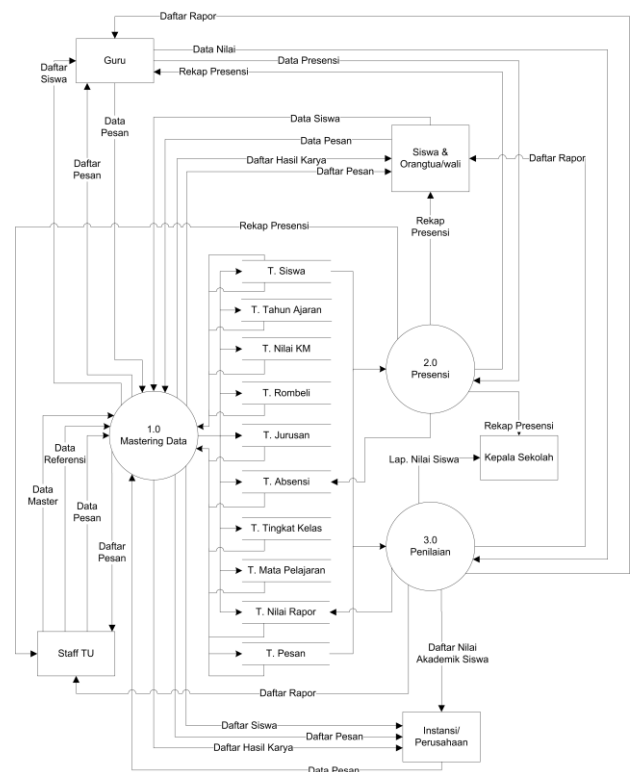 Daftar Rapor
Guru
Daftar
Siswa
Data Nilai
Data Presensi
Rekap Presensi
Data
Pesan
Daftar
Pesan
Data Siswa
Data Pesan
Daftar Hasil Karya
Daftar Pesan
Siswa &
Orangtua/wali
Daftar Rapor
Rekap Presensi
Rekap
Presensi
T. Siswa
T. Tahun Ajaran
T. Nilai KM
T. Rombeli
T. Jurusan
T. Absensi
T. Tingkat Kelas
T. Mata Pelajaran
T. Nilai Rapor
T. Pesan
2.0
Presensi
1.0
Mastering Data
Rekap Presensi
Lap. Nilai Siswa
Kepala Sekolah
Data
Referensi
Data
Master
Data
Pesan
Daftar
Pesan
3.0
Penilaian
Staff TU
Daftar Nilai
Akademik Siswa
Daftar Rapor
Daftar Siswa
Daftar Pesan
Daftar Hasil Karya
Instansi/
Perusahaan
Data Pesan